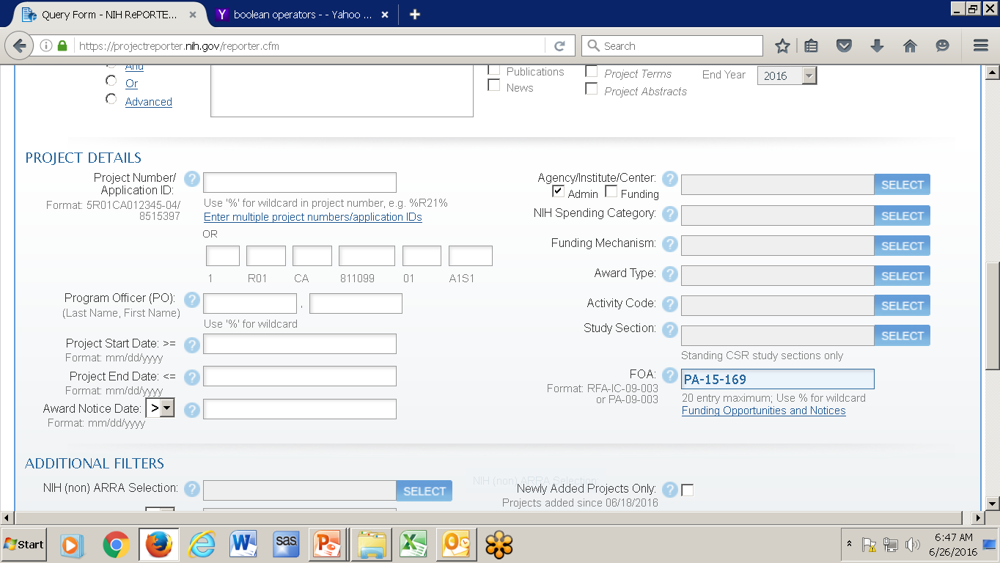 Query Form - NIH RePORTE...
boolean operators - - Yahoo ...
https://projectreporter.nih.gov/reporter.cfm
Search
And
Or
Advanced
Publications
News
Project Terms
Project Abstracts
End Year
2016
PROJECT DETAILS
Project Number/
Application ID:
Format: 5R01CA012345-04/
8515397
?
Use '%' for wildcard in project number, e.g. %R21%
Enter multiple project numbers/application IDs
OR
1 R01 CA 811099 01 A1S1
Program Officer (PO):
(Last Name, First Name)
?
,
Use '%' for wildcard
Project Start Date: >=
Format: mm/dd/yyyy
?
Project End Date: <=
Format: mm/dd/yyyy
?
Award Notice Date: >
Format: mm/dd/yyyy
?
Agency/Institute/Center:
Admin Funding
?
SELECT
NIH Spending Category: ? SELECT
Funding Mechanism: ? SELECT
Award Type: ? SELECT
Activity Code: ? SELECT
Study Section: ? SELECT
Standing CSR study sections only
FOA: ? PA-15-169
Format: RFA-IC-09-003
or PA-09-003
20 entry maximum; Use % for wildcard
Funding Opportunities and Notices
ADDITIONAL FILTERS
NIH (non) ARRA Selection: ? SELECT
NIH (non) ARRA Selection:
Newly Added Projects Only: ?
Projects added since 06/18/2016
Start
W
sas
P
X
O
6:47 AM
6/26/2016